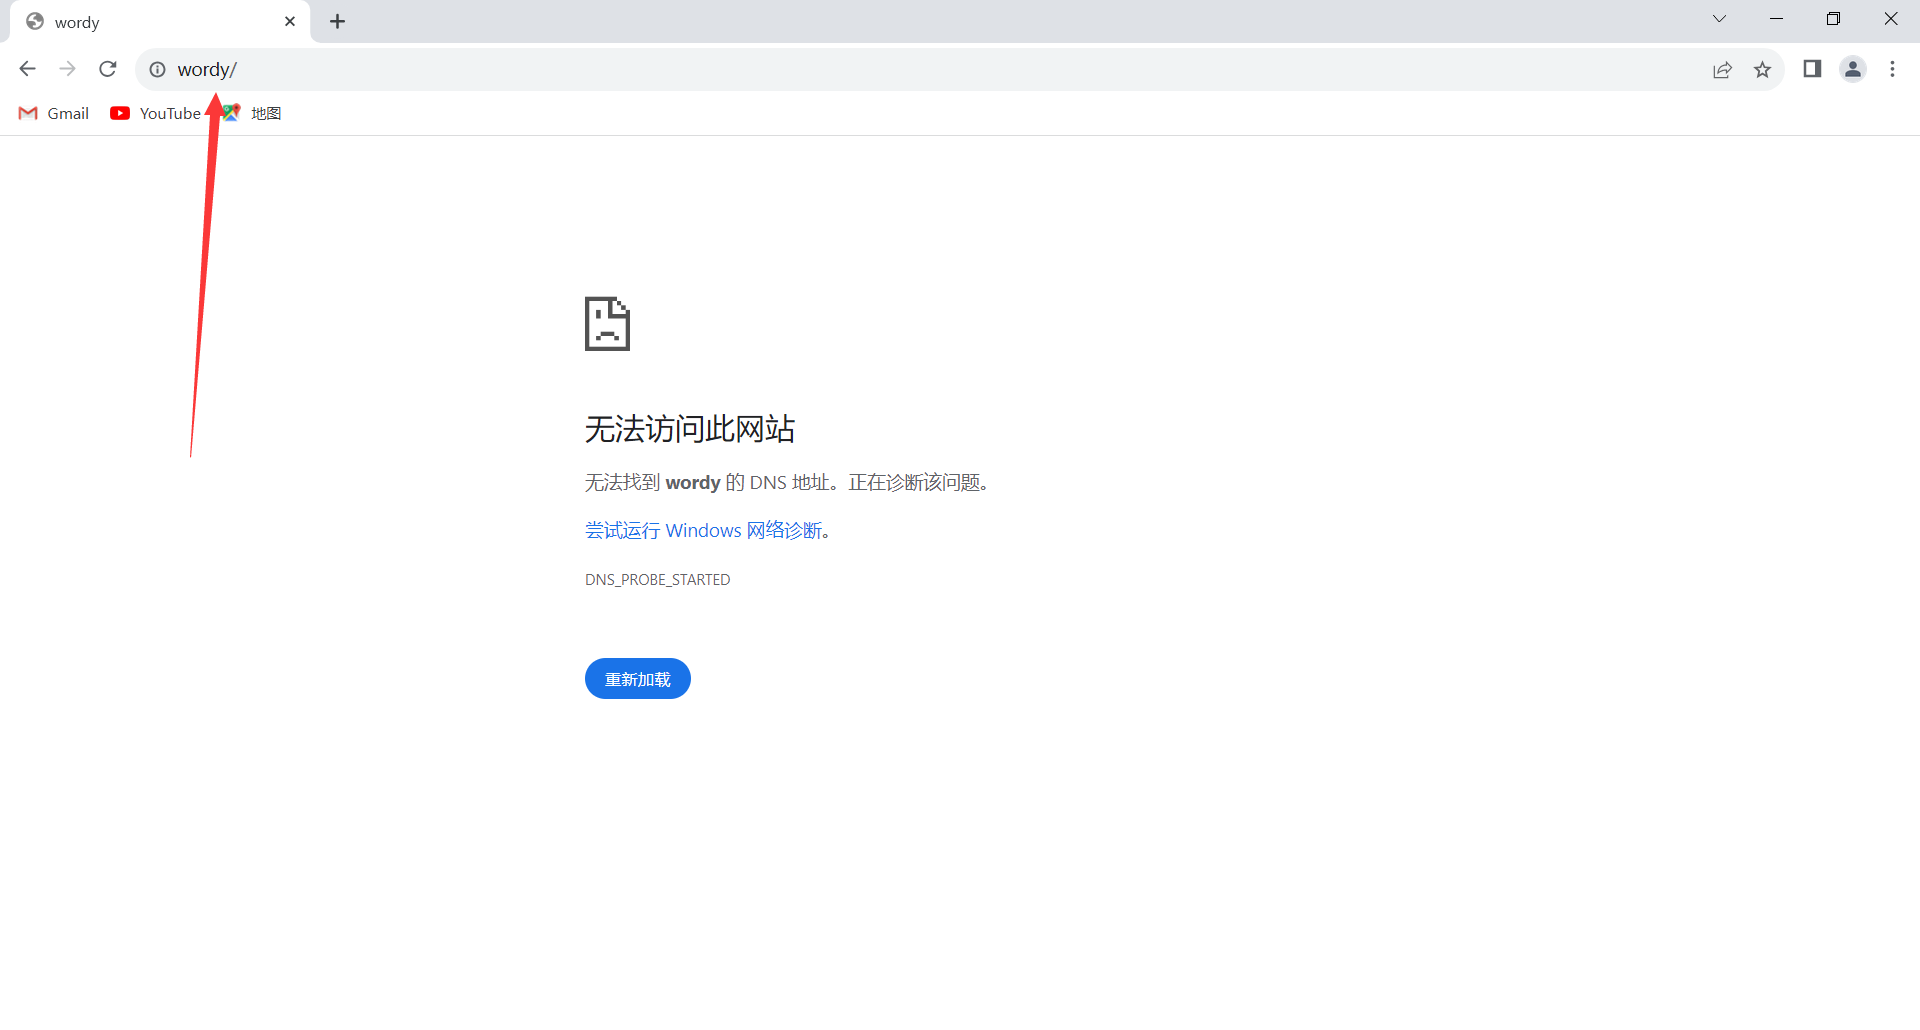 wordy
wordy/
Gmail
YouTube
地图
无法访问此网站
无法找到 wordy 的 DNS 地址。正在诊断该问题。
尝试运行 Windows 网络诊断。
DNS_PROBE_STARTED
重新加载